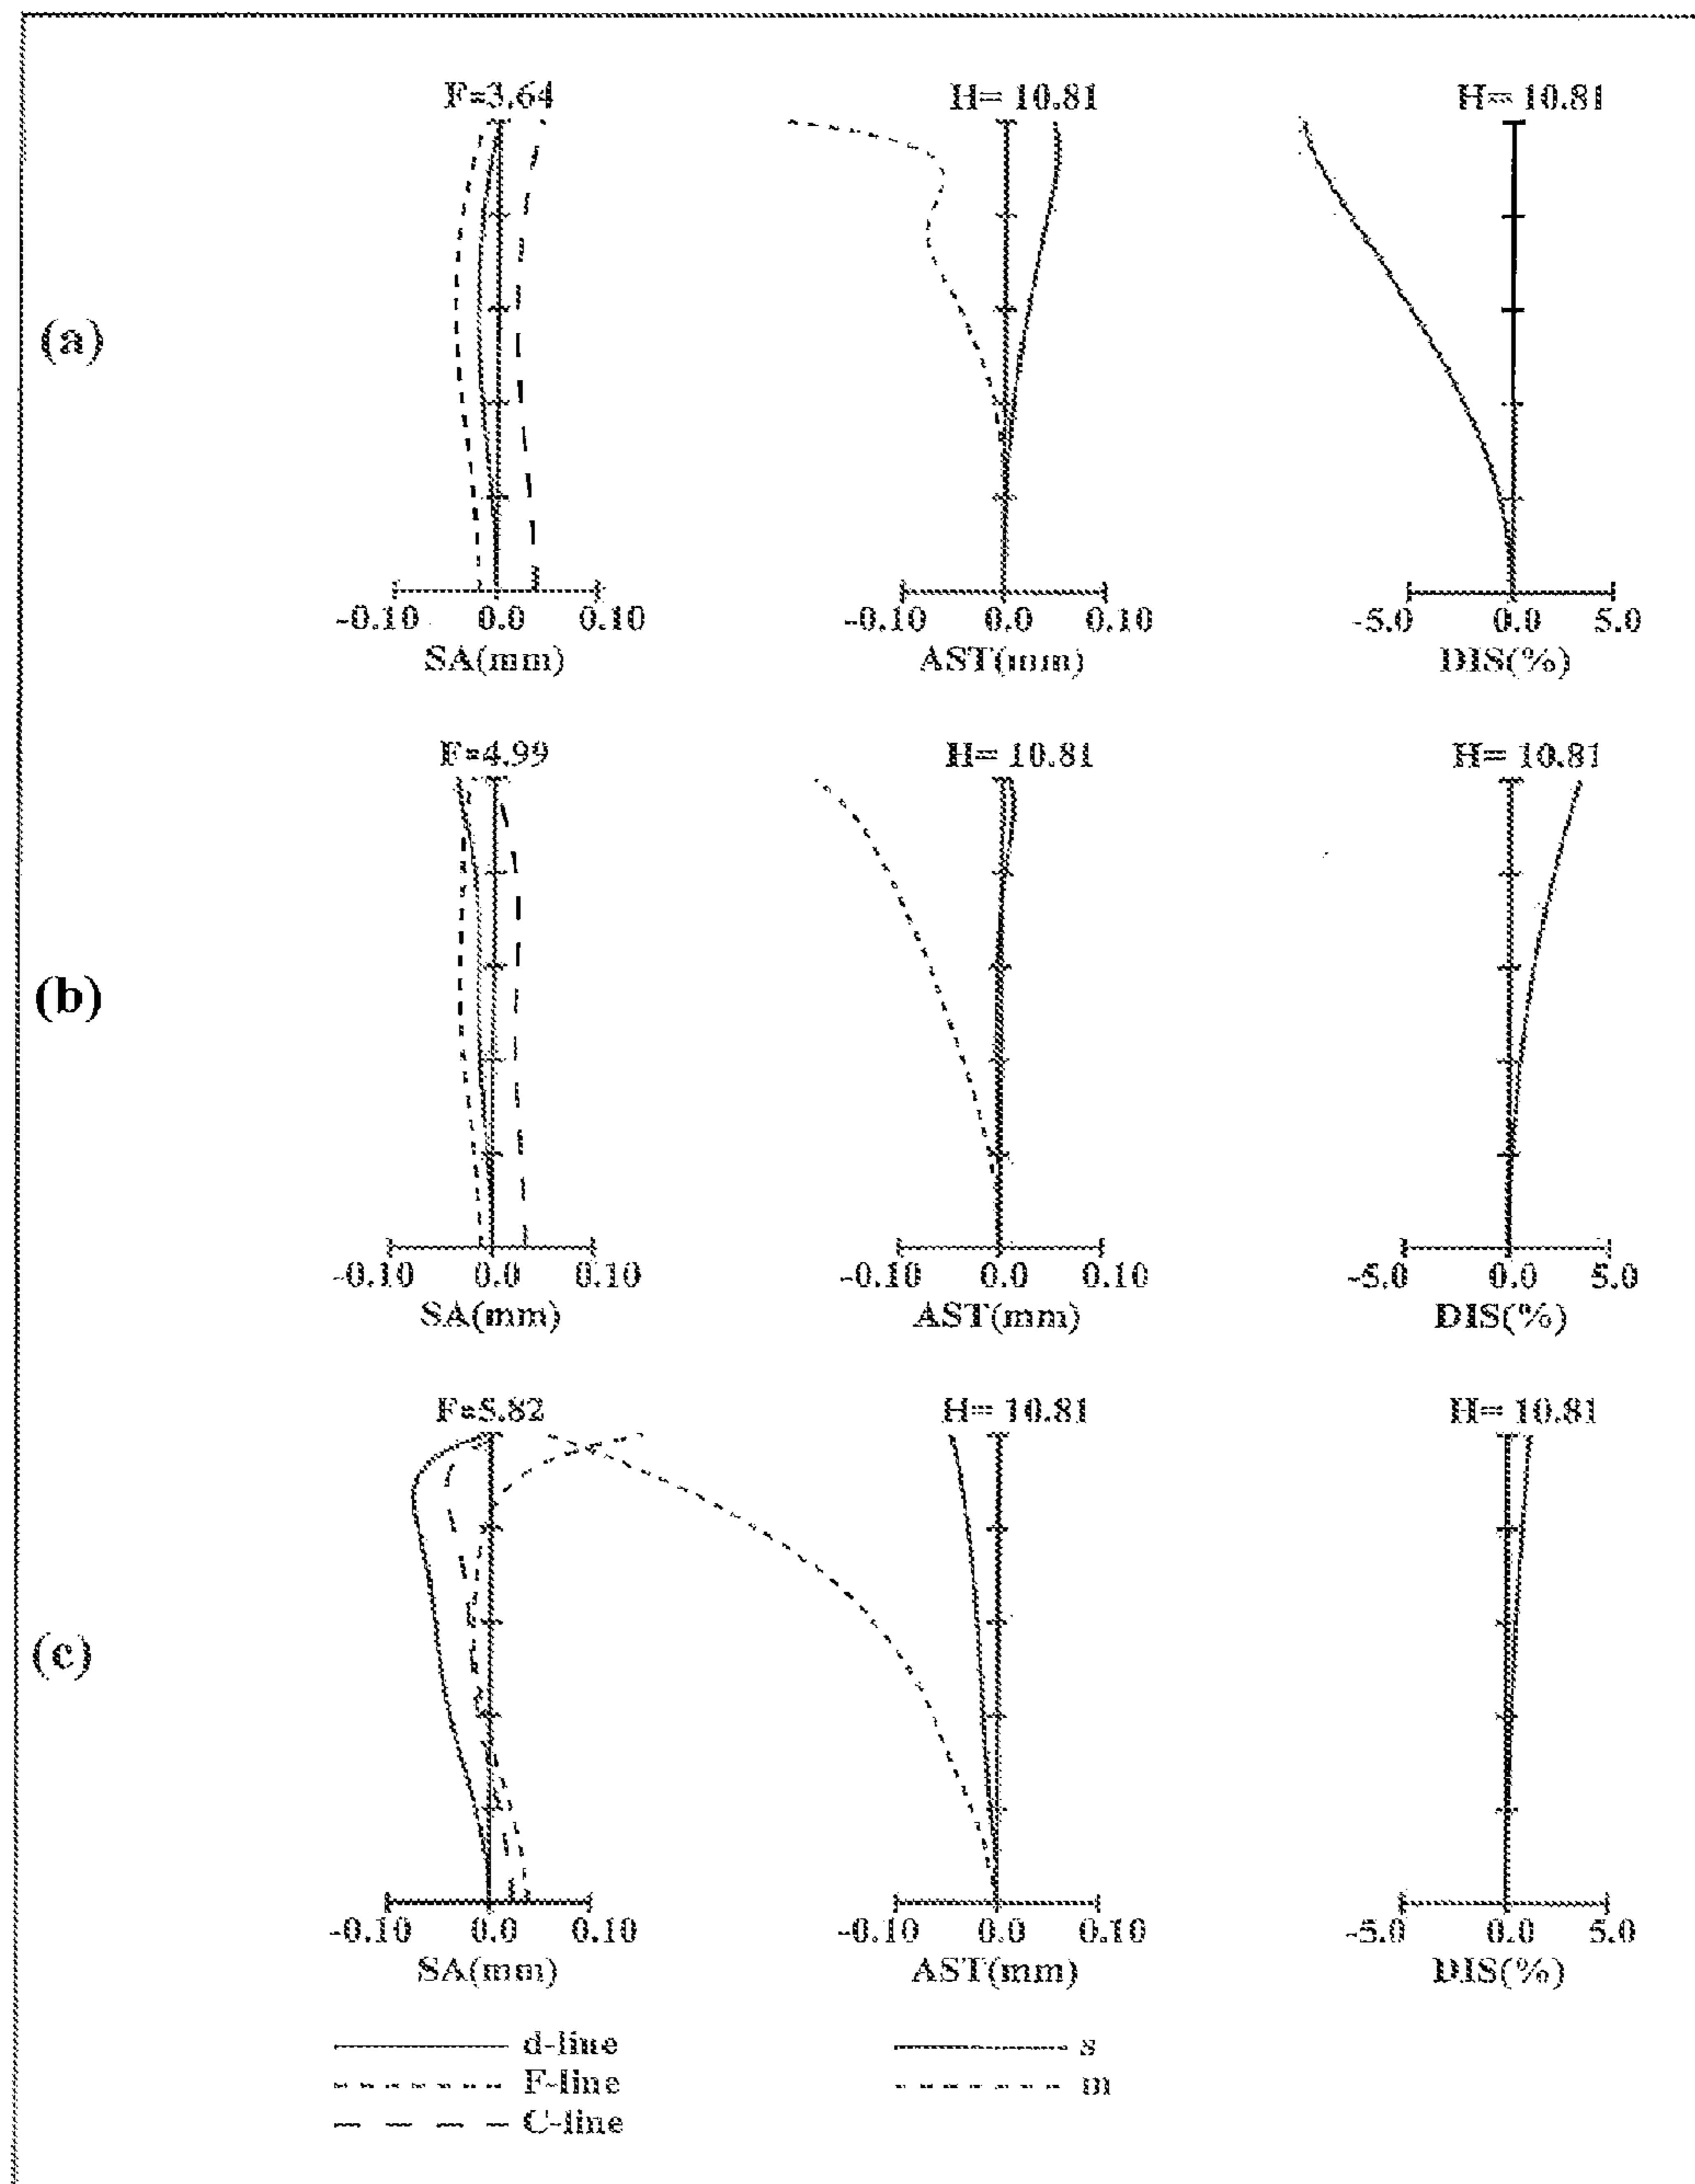 (a)
F=3.64
H= 10.81
H= 10.81
-0.10 0.0 0.10
SA(mm)
-0.10 0.0 0.10
AST(mm)
-5.0 0.0 5.0
DIS(%)
(b)
F=4.99
H= 10.81
H= 10.81
-0.10 0.0 0.10
SA(mm)
-0.10 0.0 0.10
AST(mm)
-5.0 0.0 5.0
DIS(%)
(c)
F=5.82
H= 10.81
H= 10.81
-0.10 0.0 0.10
SA(mm)
-0.10 0.0 0.10
AST(mm)
-5.0 0.0 5.0
DIS(%)
d-line
F-line
C-line
s
m